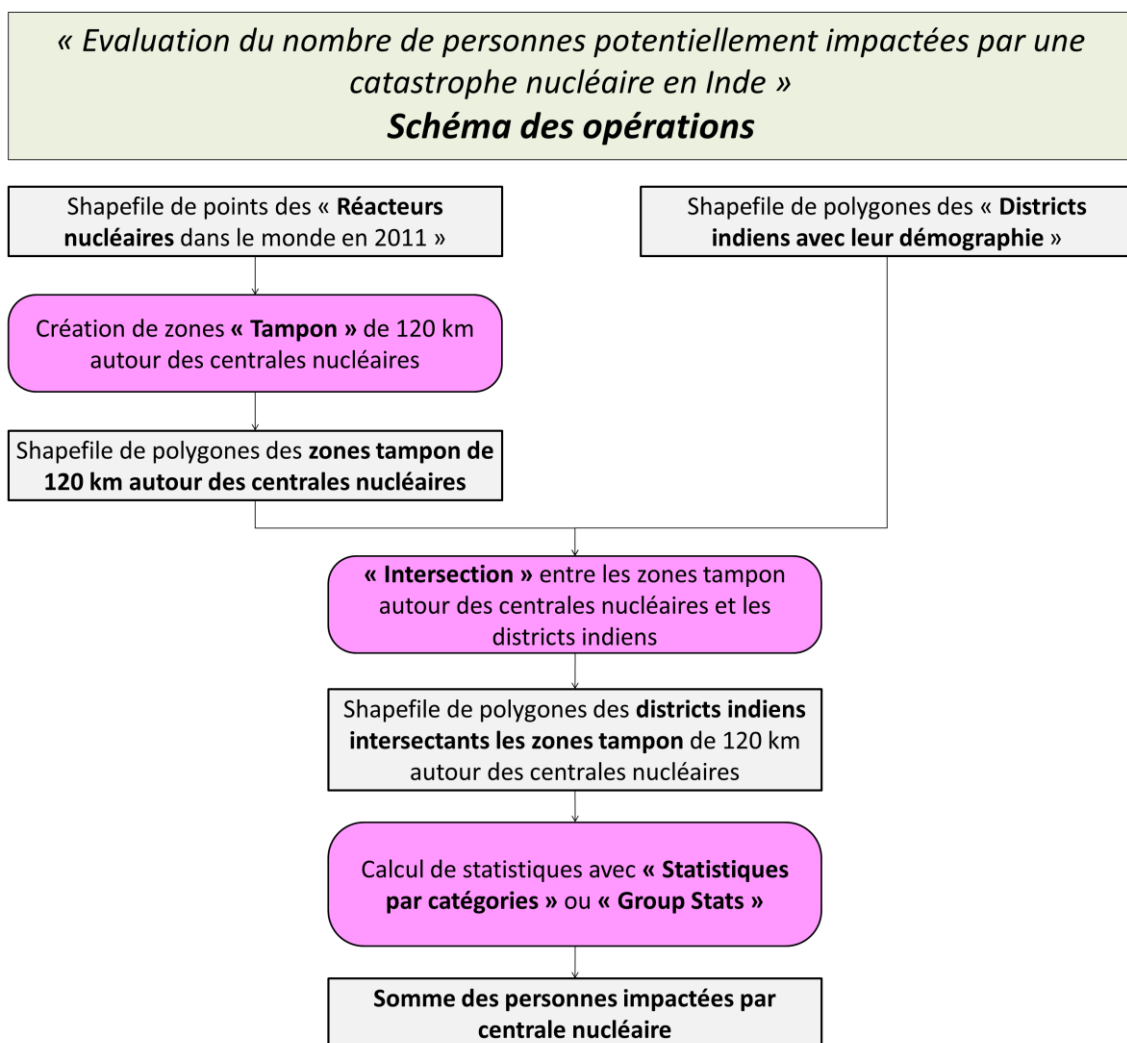 « Evaluation du nombre de personnes potentiellement impactées par une
catastrophe nucléaire en Inde »
Schéma des opérations
Shapefile de points des « Réacteurs
nucléaires dans le monde en 2011 »
Shapefile de polygones des « Districts
indiens avec leur démographie »
Création de zones « Tampon » de 120 km
autour des centrales nucléaires
Shapefile de polygones des zones tampon de
120 km autour des centrales nucléaires
« Intersection » entre les zones tampon
autour des centrales nucléaires et les
districts indiens
Shapefile de polygones des districts indiens
intersectants les zones tampon de 120 km
autour des centrales nucléaires
Calcul de statistiques avec « Statistiques
par catégories » ou « Group Stats »
Somme des personnes impactées par
centrale nucléaire